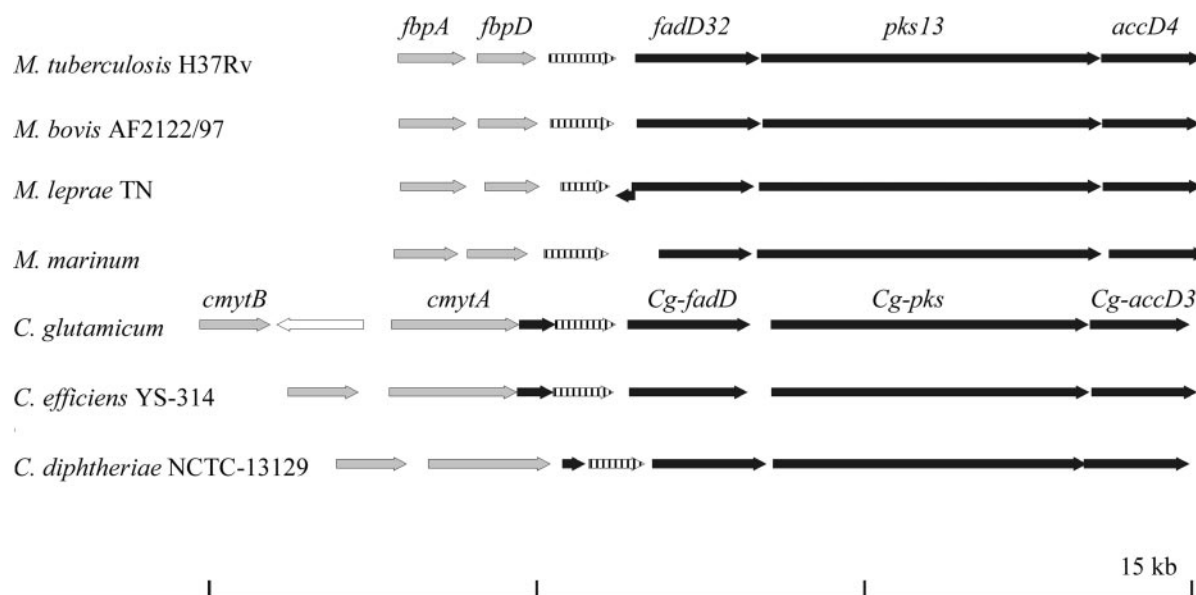 fbpA fbpD fadD32 pks13 accD4
M. tuberculosis H37Rv
M. bovis AF2122/97
M. leprae TN
M. marinum
cmytB cmytA Cg-fadD Cg-pks Cg-accD3
C. glutamicum
C. efficiens YS-314
C. diphtheriae NCTC-13129
15 kb